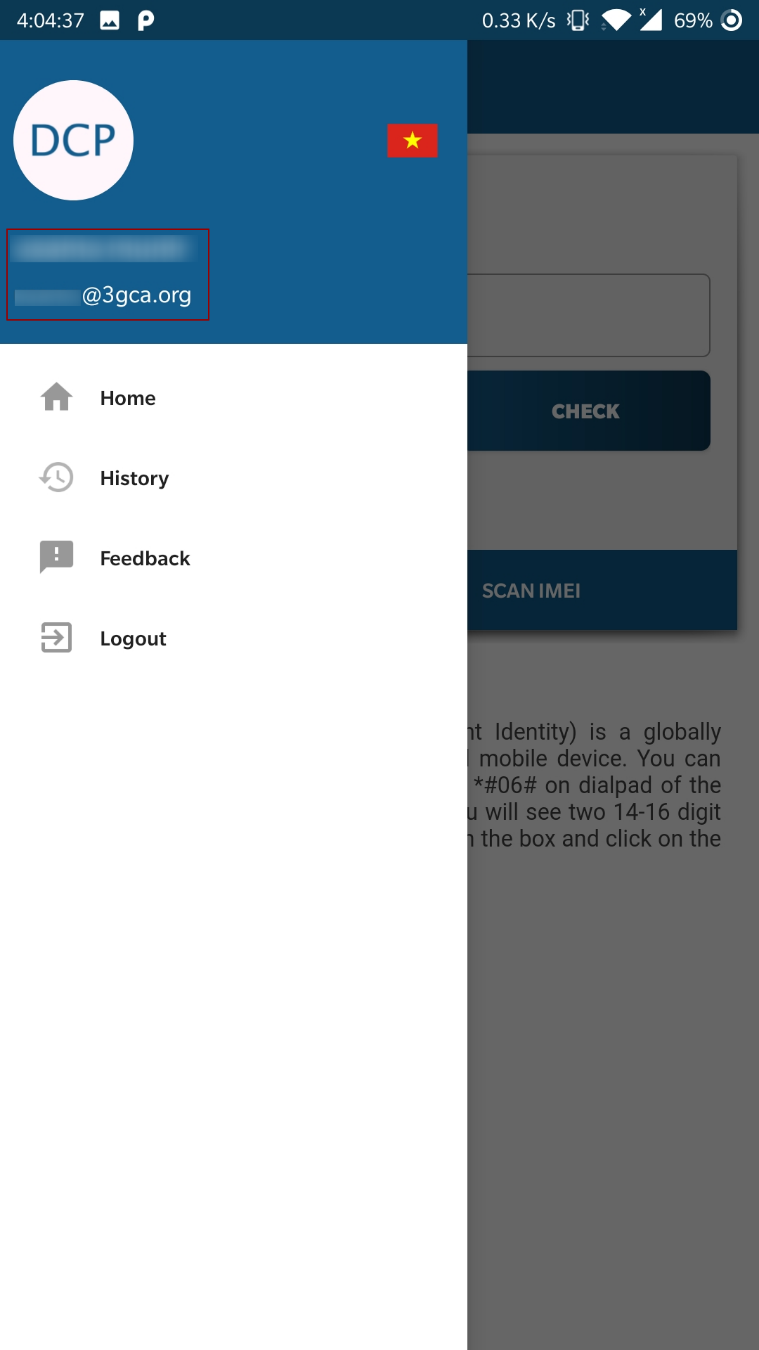 4:04:37 0.33 K/s 69%
DCP
@3gca.org
Home
History
Feedback
Logout
CHECK
SCAN IMEI
Identity) is a globally
mobile device. You can
*#06# on dialpad of the
will see two 14-16 digit
the box and click on the